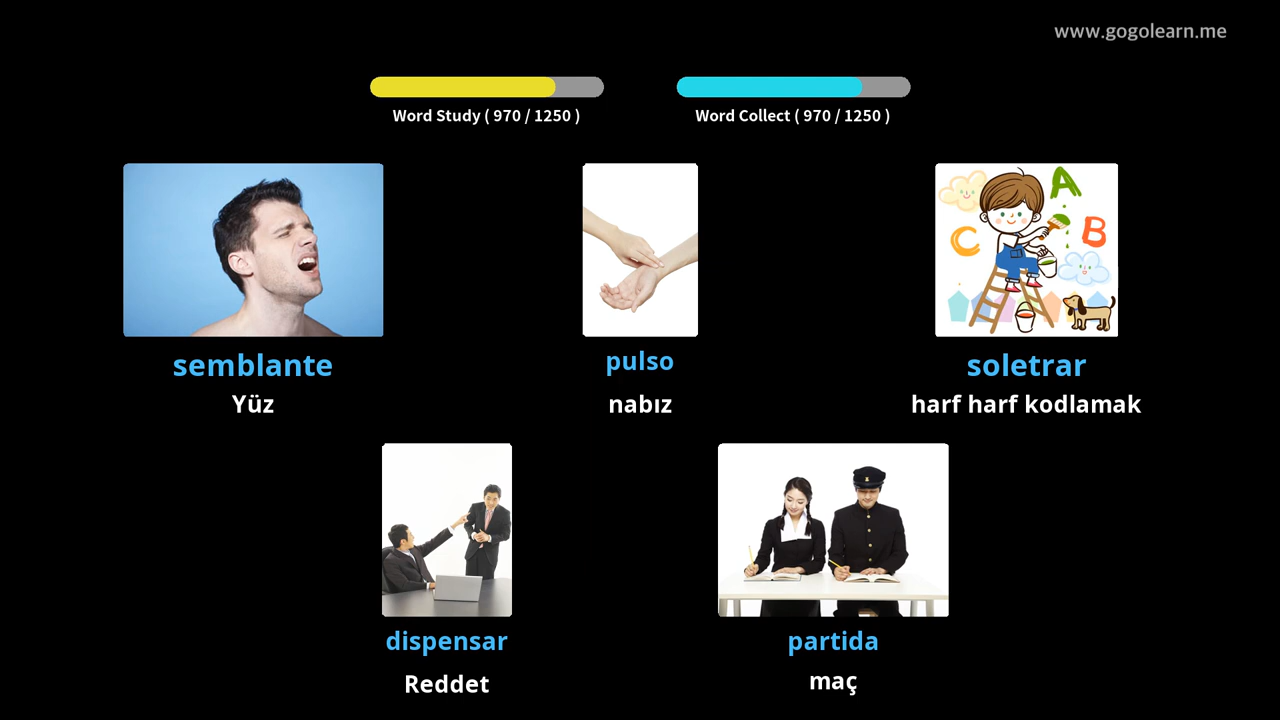 www.gogolearn.me
Word Study ( 970 / 1250 )
Word Collect ( 970 / 1250 )
A
B
C
semblante
Yüz
pulso
nabız
soletrar
harf harf kodlamak
dispensar
Reddet
partida
maç